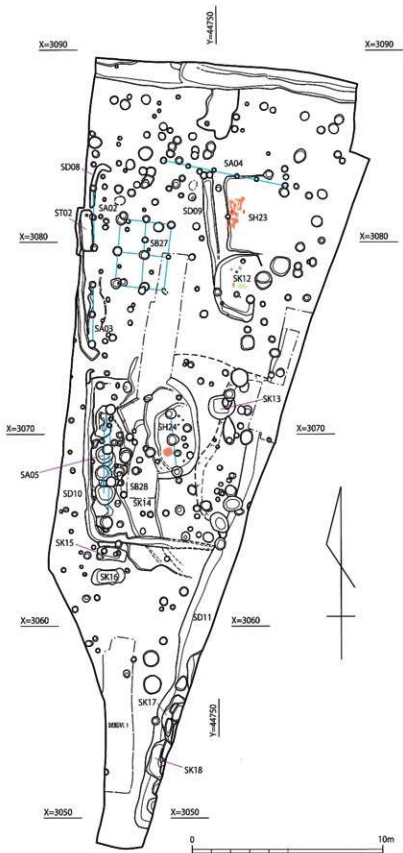 Y=44750
X=3090
X=3090
SA04
SD08
SA02
ST02
SD09
SH23
X=3080
X=3080
SB27
SK12
SA03
SK13
X=3070
X=3070
SH24
SA05
SB28
SK14
SD10
SK15
SK16
X=3060
X=3060
SD11
SK17
Y=44750
SK18
X=3050
X=3050
0
10m